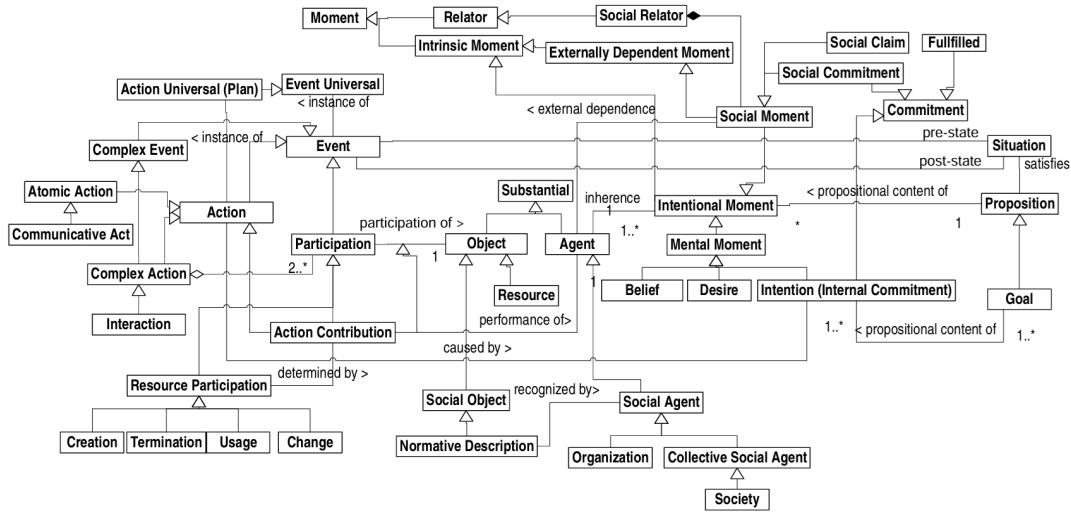 Moment
Relator
Social Relator
Intrinsic Moment
Externally Dependent Moment
Social Claim
Fullfilled
Social Commitment
Commitment
Action Universal (Plan)
Event Universal
< instance of
< external dependence
Social Moment
< instance of
Complex Event
Event
pre-state
Situation
post-state
satisfies
Atomic Action
Substantial
< propositional content of
Communicative Act
Action
inherence
1
Intentional Moment
Proposition
participation of >
1..*
*
1
Participation
1
Object
Agent
Mental Moment
Complex Action
2..*
1
Resource
Belief
Desire
Intention (Internal Commitment)
Goal
Interaction
Action Contribution
performance of>
1..*
< propositional content of
1..*
caused by >
determined by >
Resource Participation
recognized by>
Social Object
Social Agent
Creation
Termination
Usage
Change
Normative Description
Organization
Collective Social Agent
Society